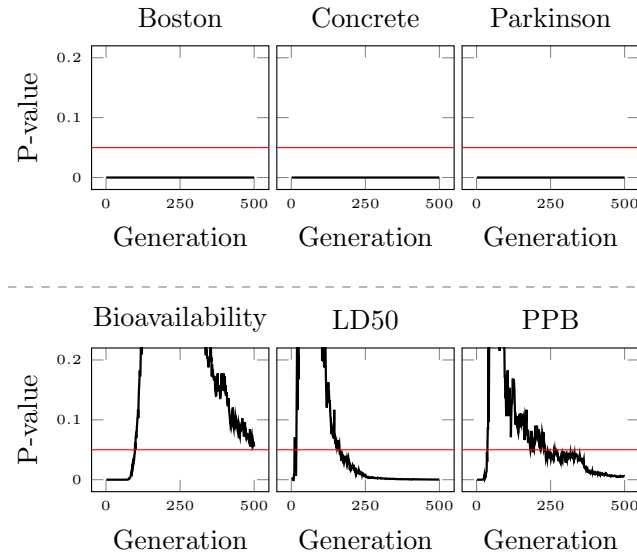 Boston Concrete Parkinson
0.2
0.1
0
P-value
0 250 500 0 250 500 0 250 500
Generation Generation Generation
Bioavailability LD50 PPB
0.2
0.1
0
P-value
0 250 500 0 250 500 0 250 500
Generation Generation Generation